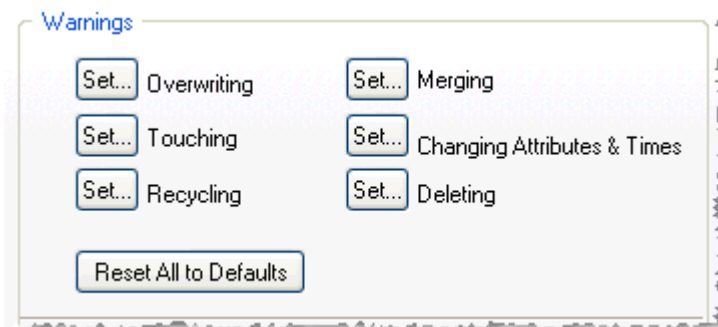 Warnings
Set... Overwriting Set... Merging
Set... Touching Set... Changing Attributes & Times
Set... Recycling Set... Deleting
Reset All to Defaults